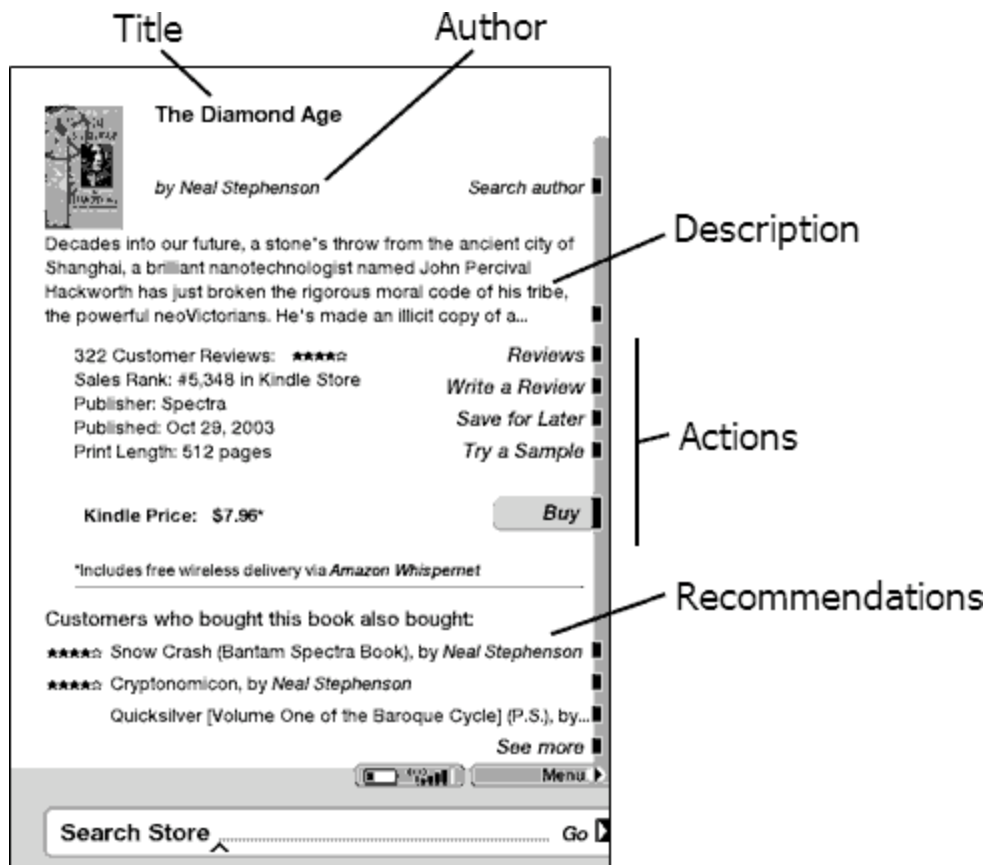 Title
Author
The Diamond Age
by Neal Stephenson
Search author
Description
Decades into our future, a stone's throw from the ancient city of
Shanghai, a brilliant nanotechnologist named John Percival
Hackworth has just broken the rigorous moral code of his tribe,
the powerful neoVictorians. He's made an illicit copy of a...
322 Customer Reviews:
Reviews
Sales Rank: #5,348 in Kindle Store
Write a Review
Publisher: Spectra
Published: Oct 29, 2003
Save for Later
Print Length: 512 pages
Try a Sample
Actions
Kindle Price: $7.96*
Buy
*Includes free wireless delivery via Amazon Whispernet
Recommendations
Customers who bought this book also bought:
Snow Crash (Bantam Spectra Book), by Neal Stephenson
Cryptonomicon, by Neal Stephenson
Quicksilver [Volume One of the Baroque Cycle] (P.S.), by...
See more
Menu
Search Store
Go